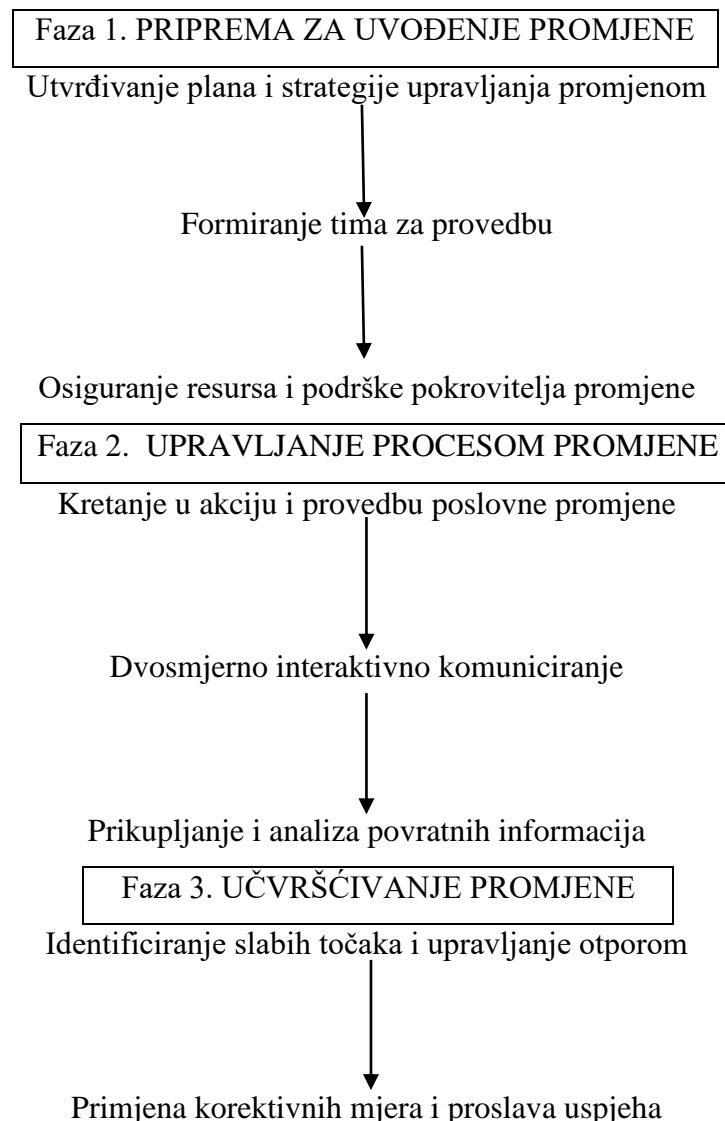 Faza 1. PRIPREMA ZA UVOĐENJE PROMJENE
Utvrđivanje plana i strategije upravljanja promjenom
Formiranje tima za provedbu
Osiguranje resursa i podrške pokrovitelja promjene
Faza 2. UPRAVLJANJE PROCESOM PROMJENE
Kretanje u akciju i provedbu poslovne promjene
Dvosmjerno interaktivno komuniciranje
Prikupljanje i analiza povratnih informacija
Faza 3. UČVRŠĆIVANJE PROMJENE
Identificiranje slabih točaka i upravljanje otporom
Primjena korektivnih mjera i proslava uspjeha